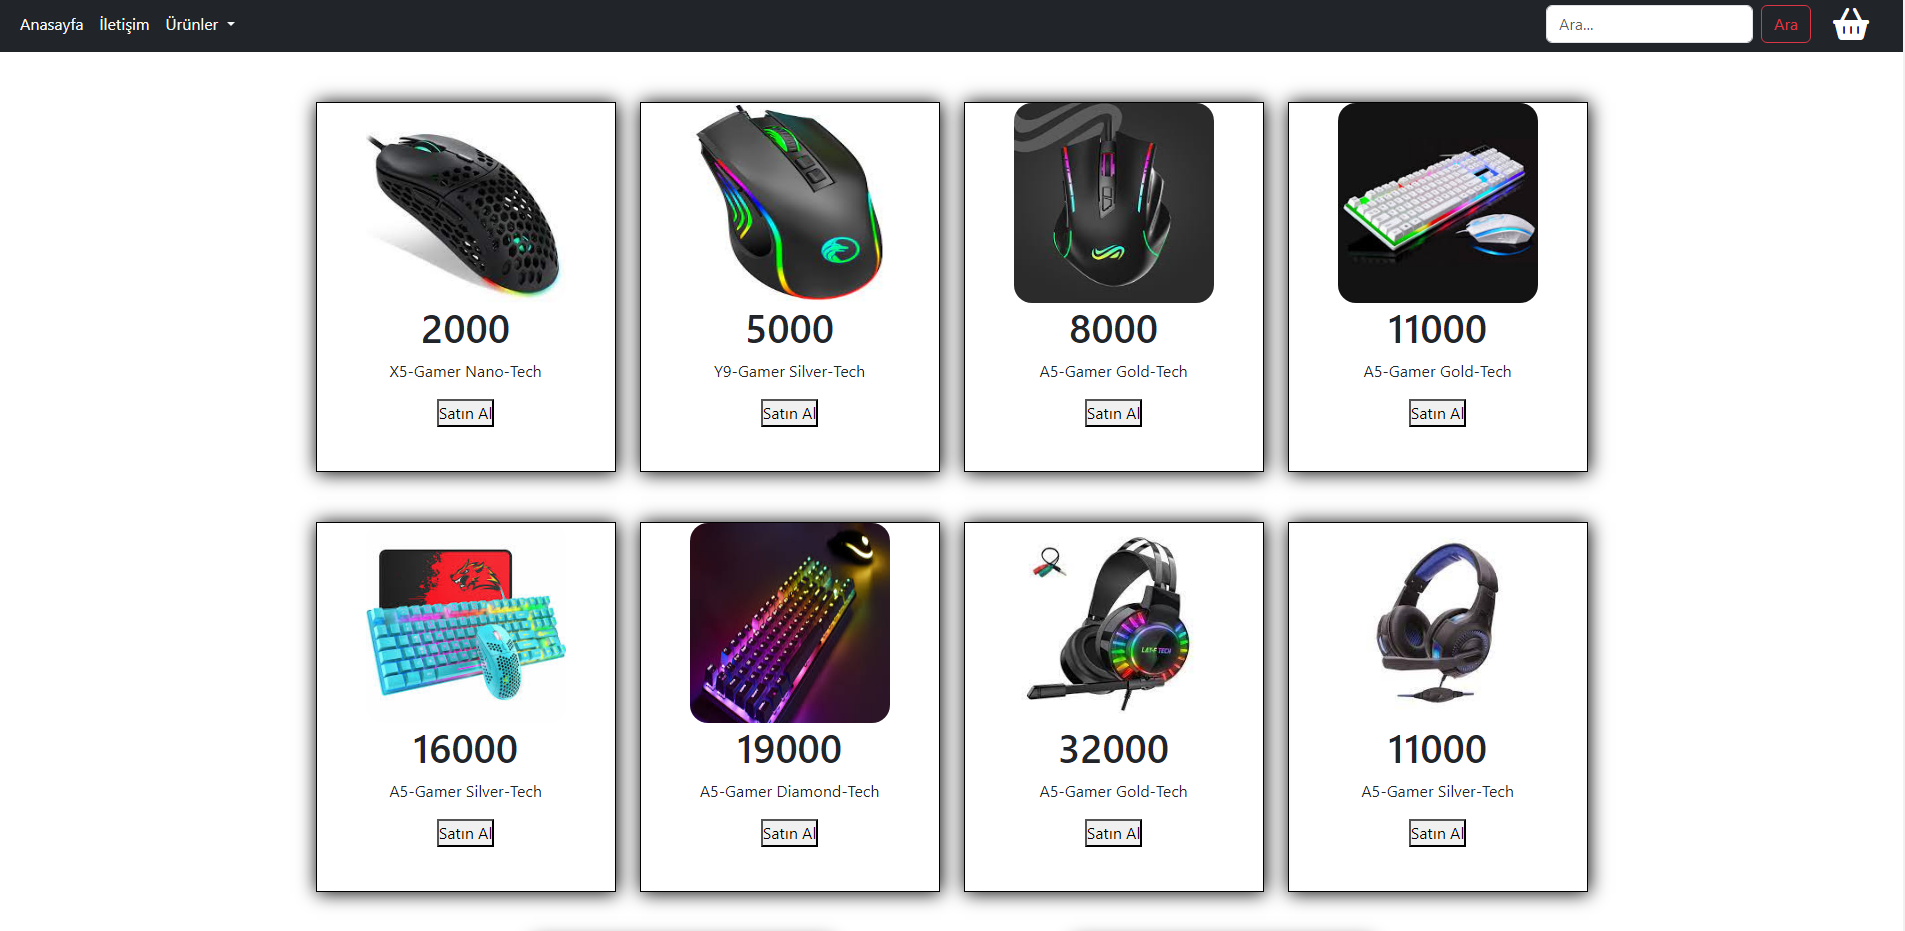 Anasayfa İletişim Ürünler
Ara...
Ara
2000
X5-Gamer Nano-Tech
Satın Al
5000
Y9-Gamer Silver-Tech
Satın Al
8000
A5-Gamer Gold-Tech
Satın Al
11000
A5-Gamer Gold-Tech
Satın Al
16000
A5-Gamer Silver-Tech
Satın Al
19000
A5-Gamer Diamond-Tech
Satın Al
LEY-F TECH
32000
A5-Gamer Gold-Tech
Satın Al
11000
A5-Gamer Silver-Tech
Satın Al